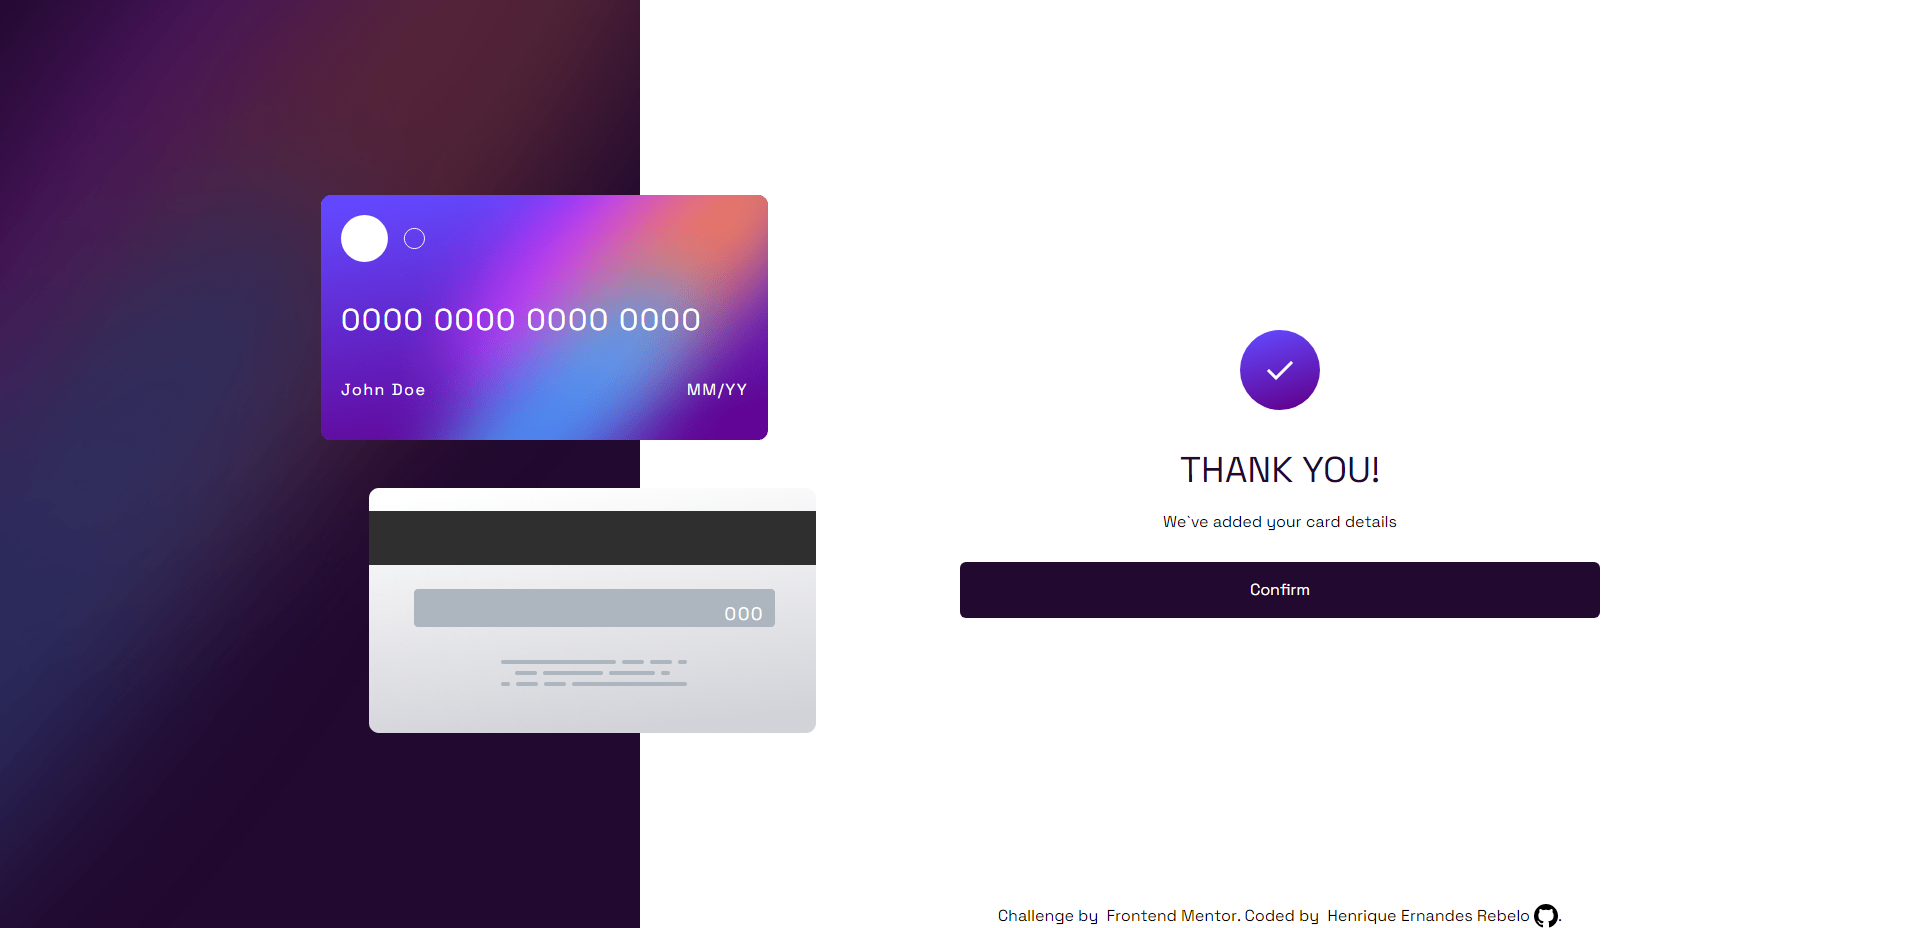 0000 0000 0000 0000
John Doe
MM/YY
000
THANK YOU!
We`ve added your card details
Confirm
Challenge by Frontend Mentor. Coded by Henrique Ernandes Rebelo .